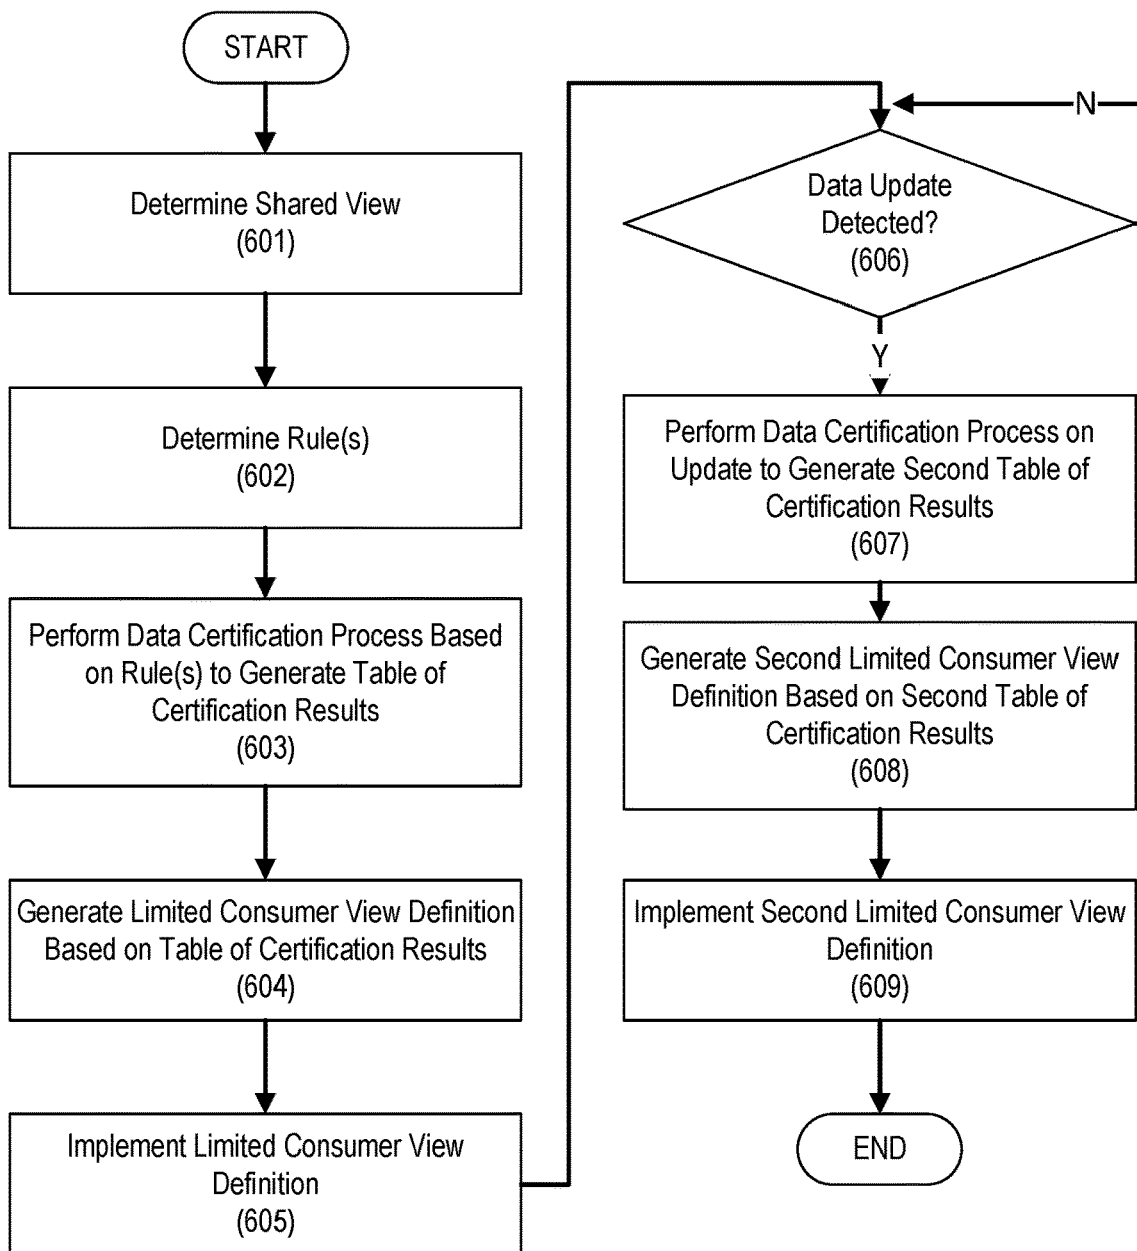 START
Determine Shared View
(601)
Determine Rule(s)
(602)
Perform Data Certification Process Based
on Rule(s) to Generate Table of
Certification Results
(603)
Generate Limited Consumer View Definition
Based on Table of Certification Results
(604)
Implement Limited Consumer View
Definition
(605)
N
Data Update
Detected?
(606)
Y
Perform Data Certification Process on
Update to Generate Second Table of
Certification Results
(607)
Generate Second Limited Consumer View
Definition Based on Second Table of
Certification Results
(608)
Implement Second Limited Consumer View
Definition
(609)
END